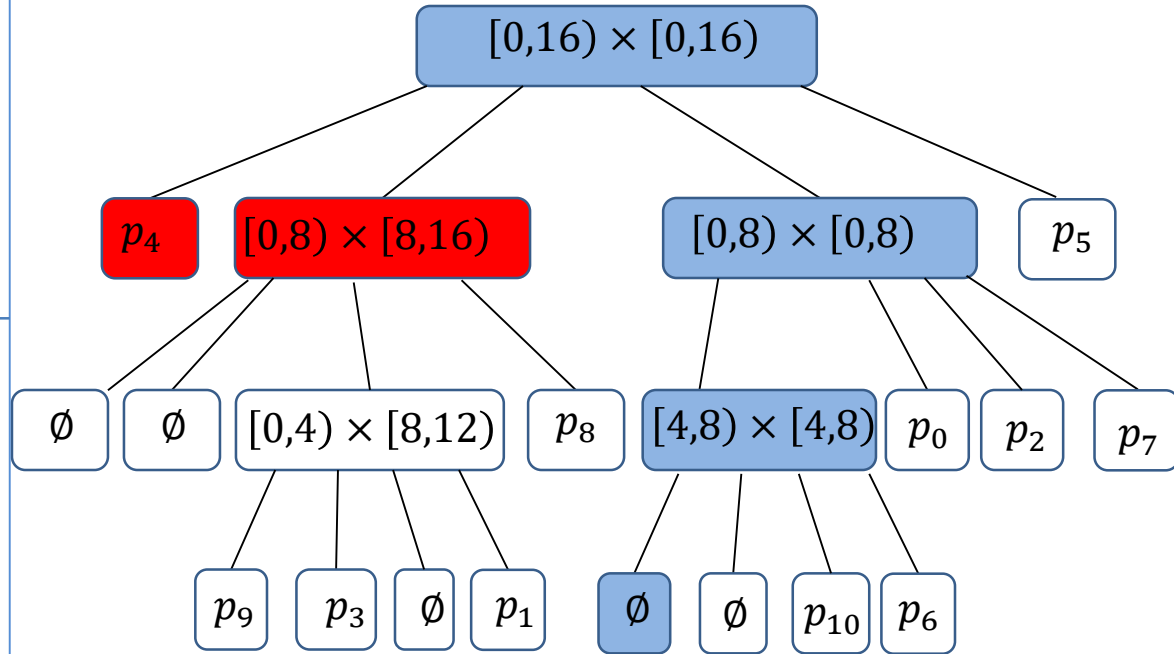 [0,16) × [0,16)
p₄ [0,8) × [8,16) [0,8) × [0,8) p₅
∅ ∅ [0,4) × [8,12) p₈ [4,8) × [4,8) p₀ p₂ p₇
p₉ p₃ ∅ p₁ ∅ ∅ p₁₀ p₆